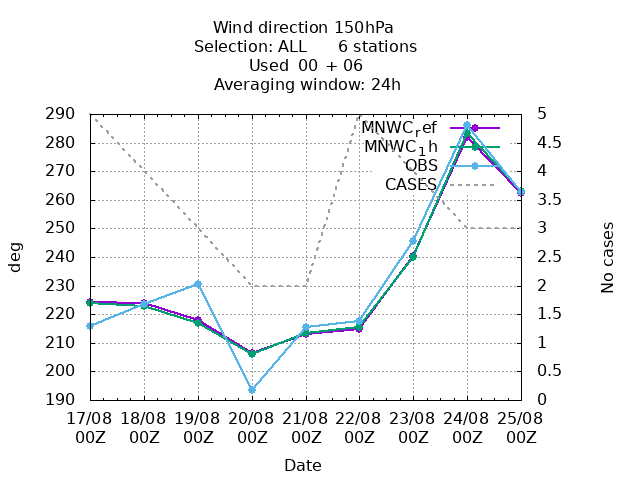 Wind direction 150hPa
Selection: ALL 6 stations
Used 00 + 06
Averaging window: 24h
290
280
270
260
250
240
230
220
210
200
190
5
4.5
4
3.5
3
2.5
2
1.5
1
0.5
0
deg
No cases
MNWC_ref
MNWC_1h
OBS
CASES
17/08 18/08 19/08 20/08 21/08 22/08 23/08 24/08 25/08
00Z 00Z 00Z 00Z 00Z 00Z 00Z 00Z 00Z
Date